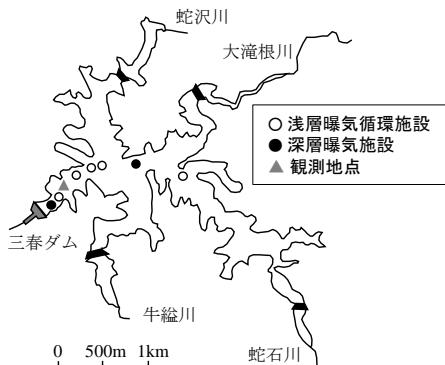 蛇沢川
大滝根川
浅層曝気循環施設
深層曝気施設
観測地点
三春ダム
牛縊川
蛇石川
0 500m 1km